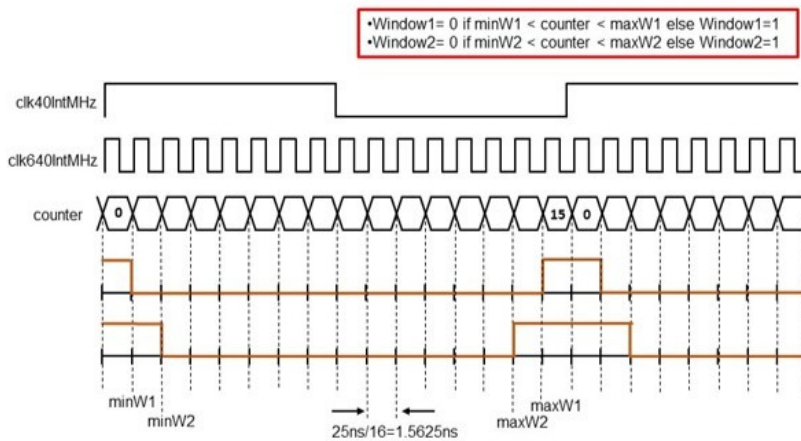 •Window1= 0 if minW1 < counter < maxW1 else Window1=1
•Window2= 0 if minW2 < counter < maxW2 else Window2=1
clk40IntMHz
clk640IntMHz
counter
0
15
0
minW1
minW2
maxW1
maxW2
25ns/16=1.5625ns